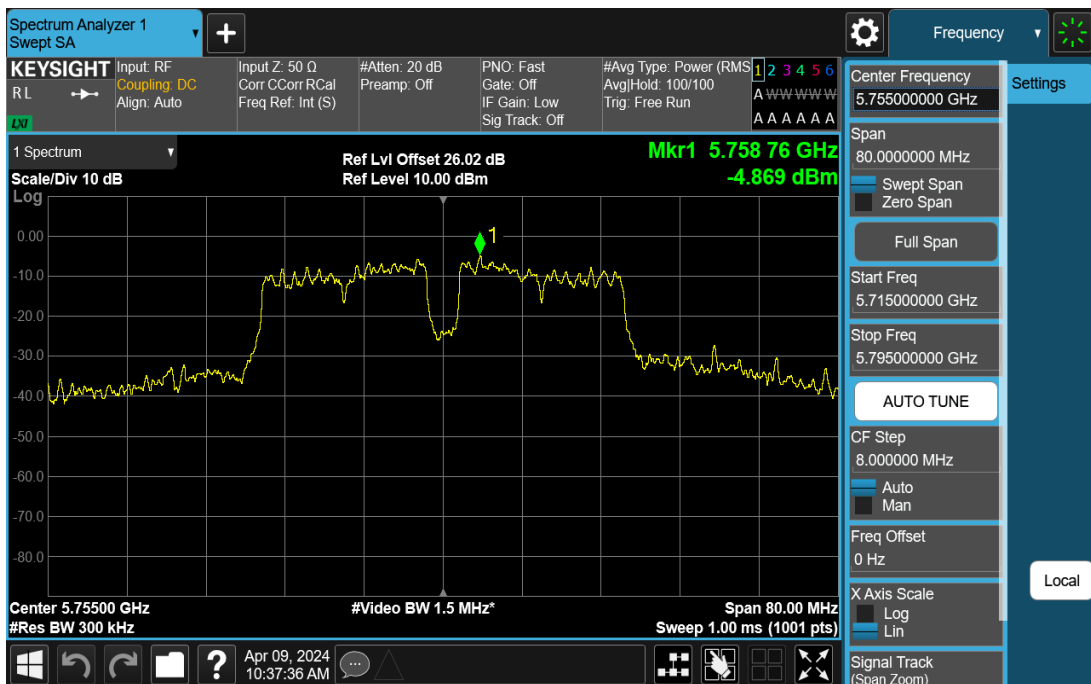 Spectrum Analyzer 1
Swept SA
+
Frequency
KEYSIGHT
RL
LXI
Input: RF
Coupling: DC
Align: Auto
Input Z: 50 Ω
Corr CCorr RCal
Freq Ref: Int (S)
#Atten: 20 dB
Preamp: Off
PNO: Fast
Gate: Off
IF Gain: Low
Sig Track: Off
#Avg Type: Power (RMS
Avg|Hold: 100/100
Trig: Free Run
1 2 3 4 5 6
A W W W W W
A A A A A A
1 Spectrum
Scale/Div 10 dB
Log
Ref Lvl Offset 26.02 dB
Ref Level 10.00 dBm
Mkr1 5.758 76 GHz
-4.869 dBm
1
0.00
-10.0
-20.0
-30.0
-40.0
-50.0
-60.0
-70.0
-80.0
Center 5.75500 GHz
#Res BW 300 kHz
#Video BW 1.5 MHz*
Span 80.00 MHz
Sweep 1.00 ms (1001 pts)
?
Apr 09, 2024
10:37:36 AM
Center Frequency
5.755000000 GHz
Span
80.0000000 MHz
Swept Span
Zero Span
Full Span
Start Freq
5.715000000 GHz
Stop Freq
5.795000000 GHz
AUTO TUNE
CF Step
8.000000 MHz
Auto
Man
Freq Offset
0 Hz
X Axis Scale
Log
Lin
Signal Track
(Span Zoom)
Settings
Local